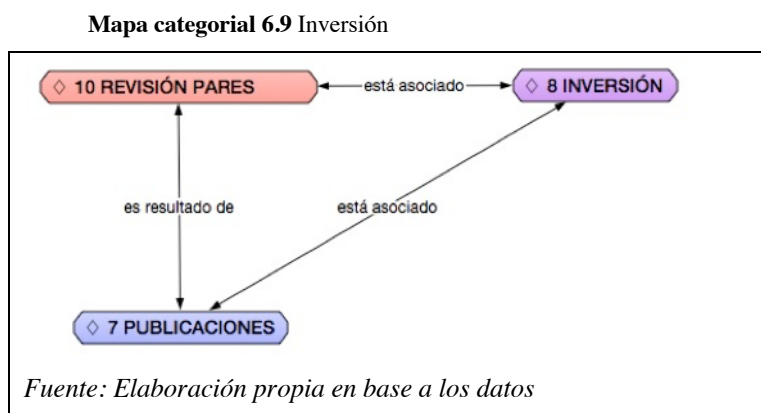 Mapa categorial 6.9 Inversión
◇ 10 REVISIÓN PARES
está asociado
◇ 8 INVERSIÓN
es resultado de
está asociado
◇ 7 PUBLICACIONES
Fuente: Elaboración propia en base a los datos